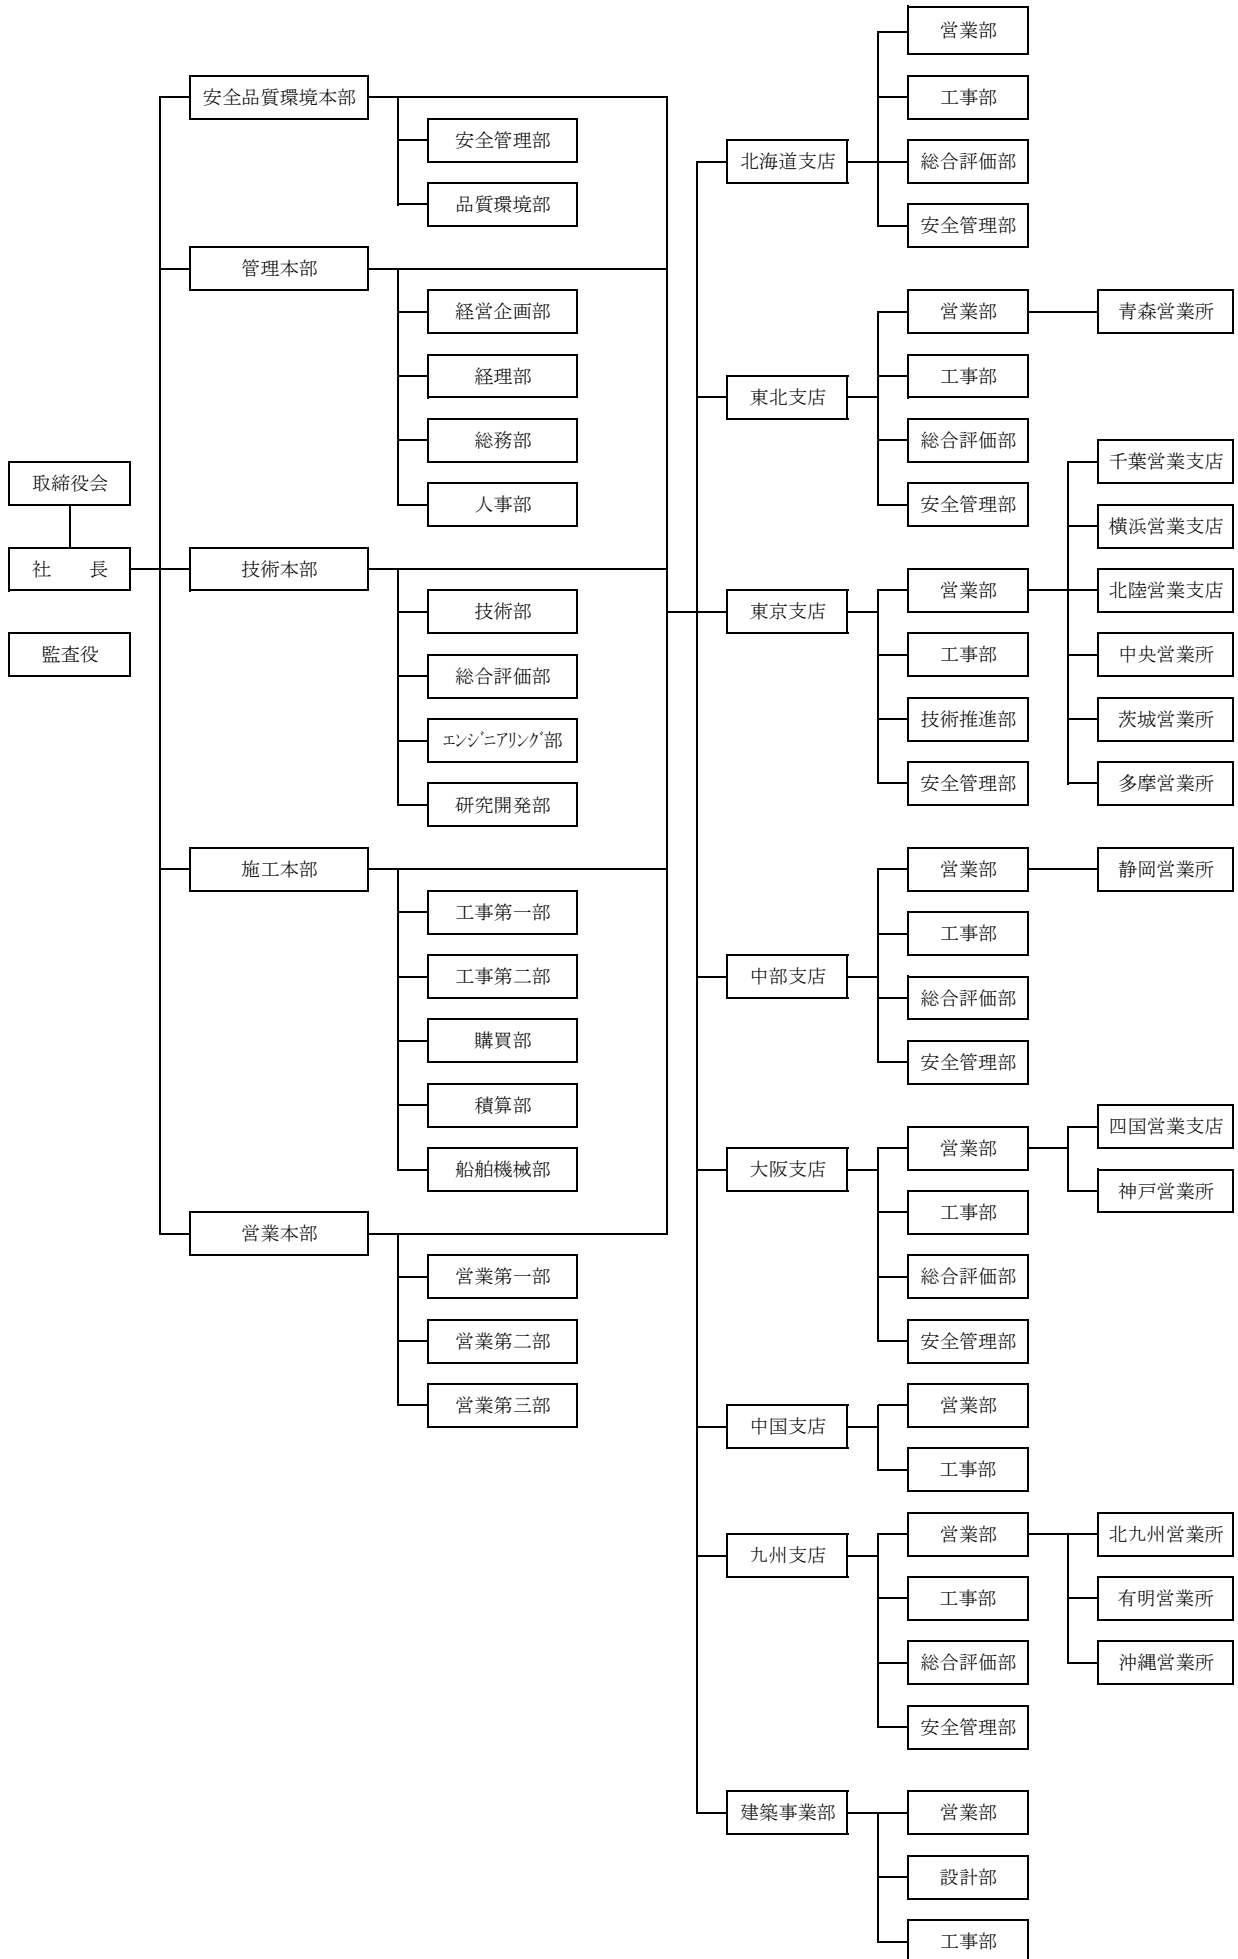 取締役会
社　　長
監査役
安全品質環境本部
安全管理部
品質環境部
管理本部
経営企画部
経理部
総務部
人事部
技術本部
技術部
総合評価部
ｴﾝｼﾞﾆｱﾘﾝｸﾞ部
研究開発部
施工本部
工事第一部
工事第二部
購買部
積算部
船舶機械部
営業本部
営業第一部
営業第二部
営業第三部
北海道支店
営業部
工事部
総合評価部
安全管理部
東北支店
営業部
青森営業所
工事部
総合評価部
安全管理部
東京支店
営業部
千葉営業支店
横浜営業支店
北陸営業支店
中央営業所
茨城営業所
多摩営業所
工事部
技術推進部
安全管理部
中部支店
営業部
静岡営業所
工事部
総合評価部
安全管理部
大阪支店
営業部
四国営業支店
神戸営業所
工事部
総合評価部
安全管理部
中国支店
営業部
工事部
九州支店
営業部
北九州営業所
有明営業所
沖縄営業所
工事部
総合評価部
安全管理部
建築事業部
営業部
設計部
工事部